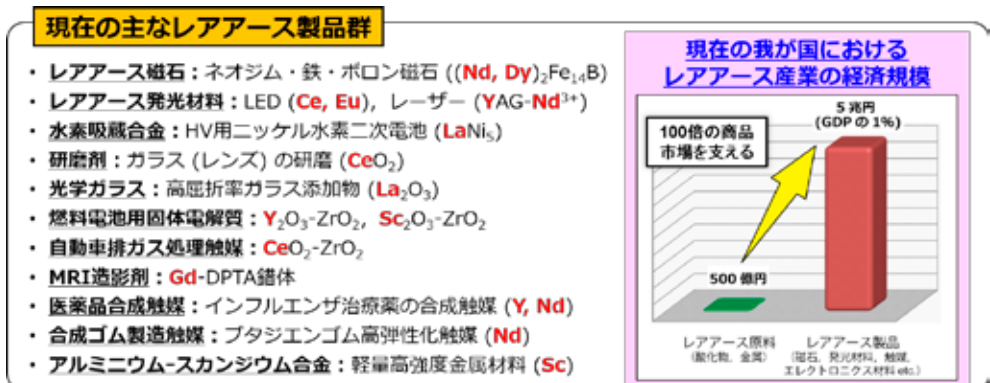 現在の主なレアアース製品群
・ レアアース磁石：ネオジム・鉄・ボロン磁石 ((Nd, Dy)₂Fe₁₄B)
・ レアアース発光材料：LED (Ce, Eu)，レーザー (YAG-Nd³⁺)
・ 水素吸蔵合金：HV用ニッケル水素二次電池 (LaNi₅)
・ 研磨剤：ガラス (レンズ) の研磨 (CeO₂)
・ 光学ガラス：高屈折率ガラス添加物 (La₂O₃)
・ 燃料電池用固体電解質：Y₂O₃-ZrO₂，Sc₂O₃-ZrO₂
・ 自動車排ガス処理触媒：CeO₂-ZrO₂
・ MRI造影剤：Gd-DPTA錯体
・ 医薬品合成触媒：インフルエンザ治療薬の合成触媒 (Y, Nd)
・ 合成ゴム製造触媒：ブタジエンゴム高弾性化触媒 (Nd)
・ アルミニウム-スカンジウム合金：軽量高強度金属材料 (Sc)
現在の我が国における
レアアース産業の経済規模
5 兆円
(GDP の 1%)
100倍の商品
市場を支える
500 億円
レアアース原料
(酸化物，金属)
レアアース製品
(磁石，発光材料，触媒，
エレクトロニクス材料 etc.)